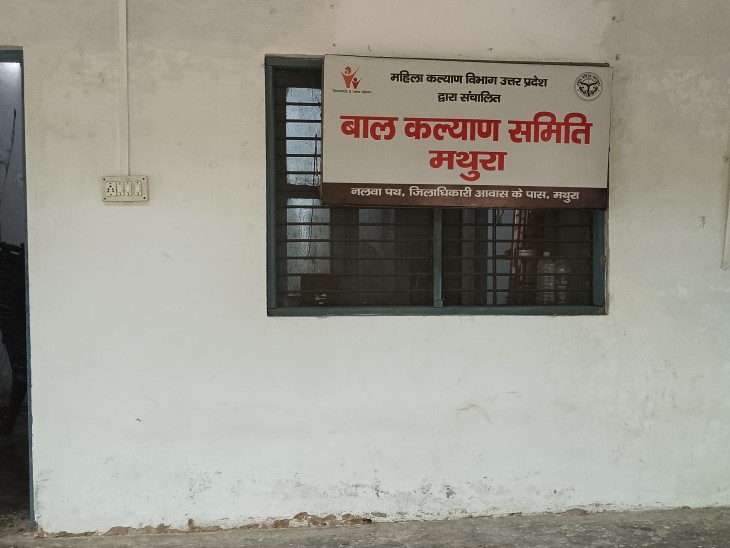 महिला कल्याण विभाग उत्तर प्रदेश
द्वारा संचालित
बाल कल्याण समिति
मथुरा
नलवा पथ, जिलाधिकारी आवास के पास, मथुरा